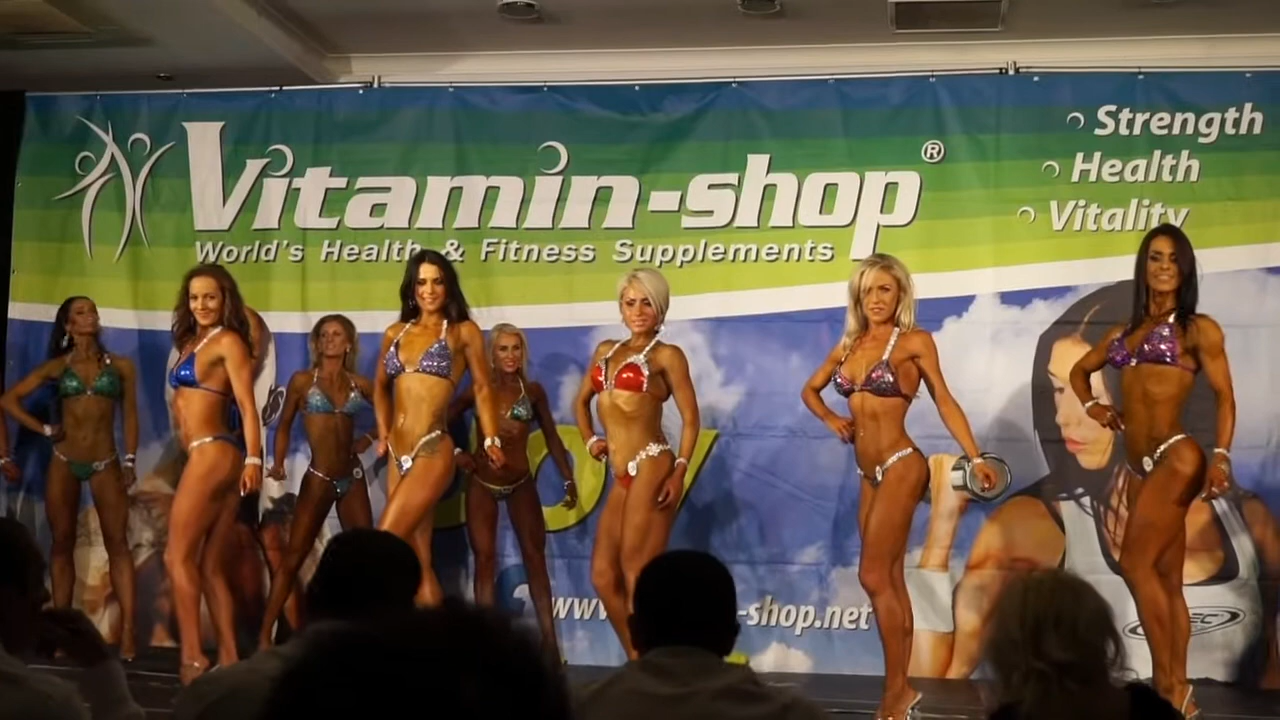 Vitamin-shop®
World's Health & Fitness Supplements
Strength
Health
Vitality
-shop.net